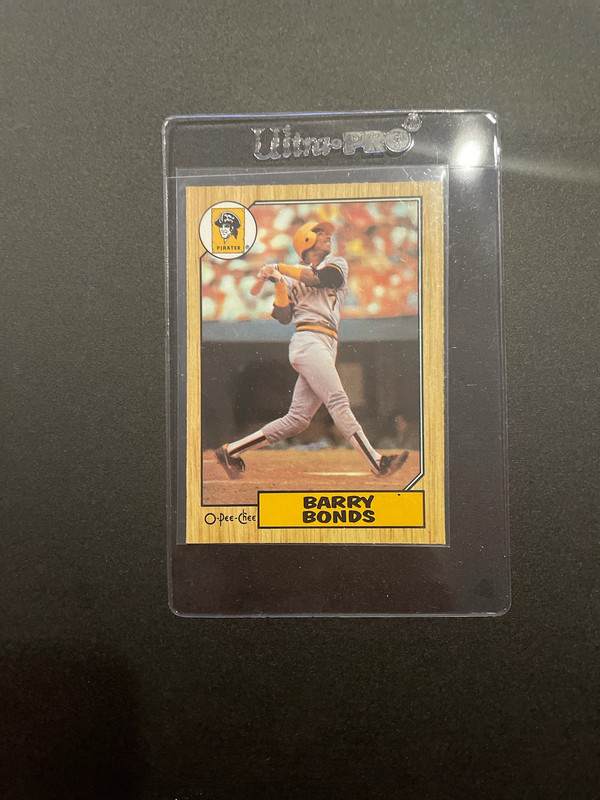 Ultra•PRO®
PIRATES
®
O-Pee-Chee
BARRY
BONDS